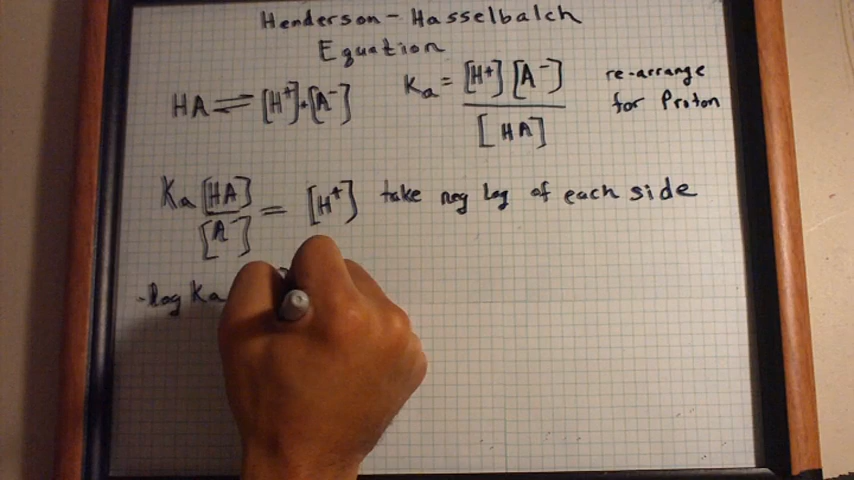 Henderson-Hasselbalch
Equation
HA ⇌ [H⁺]·[A⁻]
Ka = [H⁺][A⁻] / [HA]
re-arrange
for Proton
Ka [HA]/[A⁻] = [H⁺] take neg log of each side
-log Ka